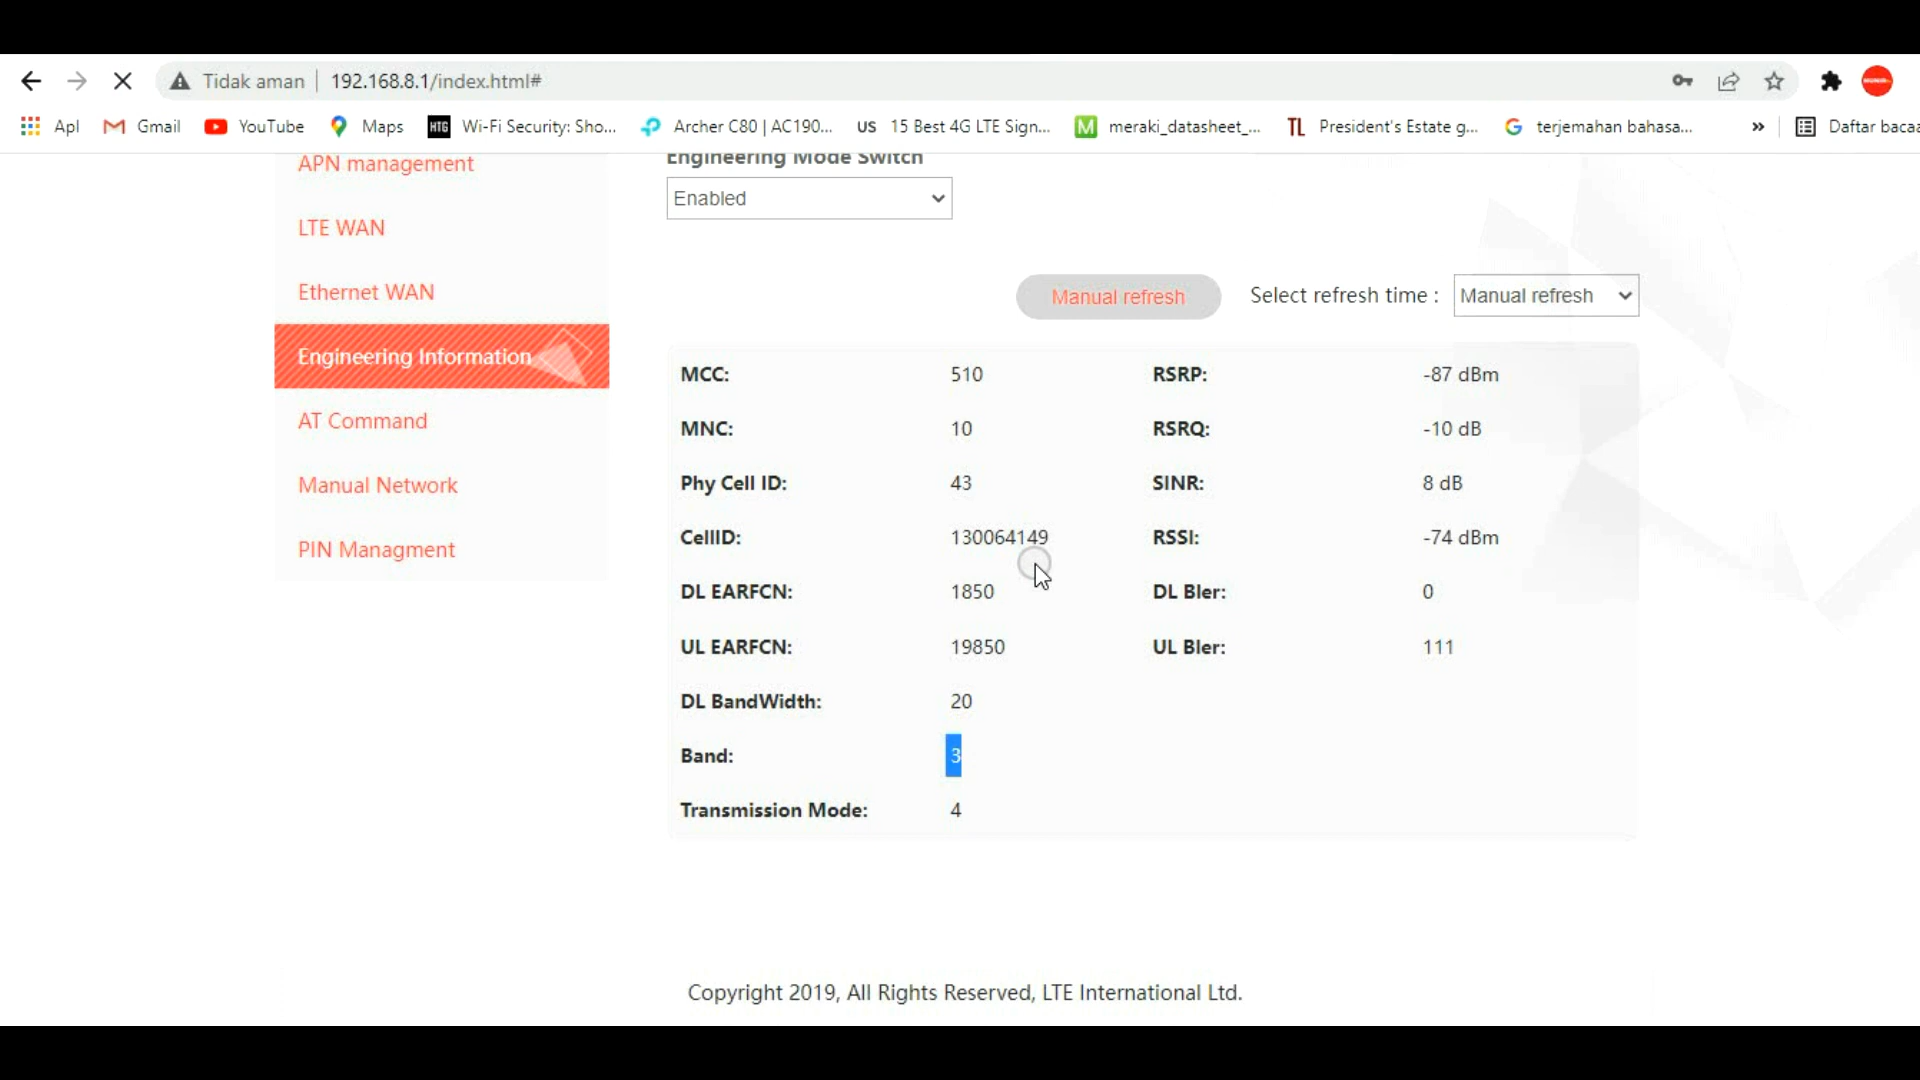 Tidak aman 192.168.8.1/index.html#
Apl Gmail YouTube Maps HTG Wi-Fi Security: Sho... Archer C80 | AC190... US 15 Best 4G LTE Sign... M meraki_datasheet_... TL President's Estate g... terjemahan bahasa... » Daftar bacaa
APN management
LTE WAN
Ethernet WAN
Engineering Information
AT Command
Manual Network
PIN Managment
Engineering Mode Switch
Enabled
Manual refresh Select refresh time : Manual refresh
MCC: 510 RSRP: -87 dBm
MNC: 10 RSRQ: -10 dB
Phy Cell ID: 43 SINR: 8 dB
CellID: 130064149 RSSI: -74 dBm
DL EARFCN: 1850 DL Bler: 0
UL EARFCN: 19850 UL Bler: 111
DL BandWidth: 20
Band: 3
Transmission Mode: 4
Copyright 2019, All Rights Reserved, LTE International Ltd.